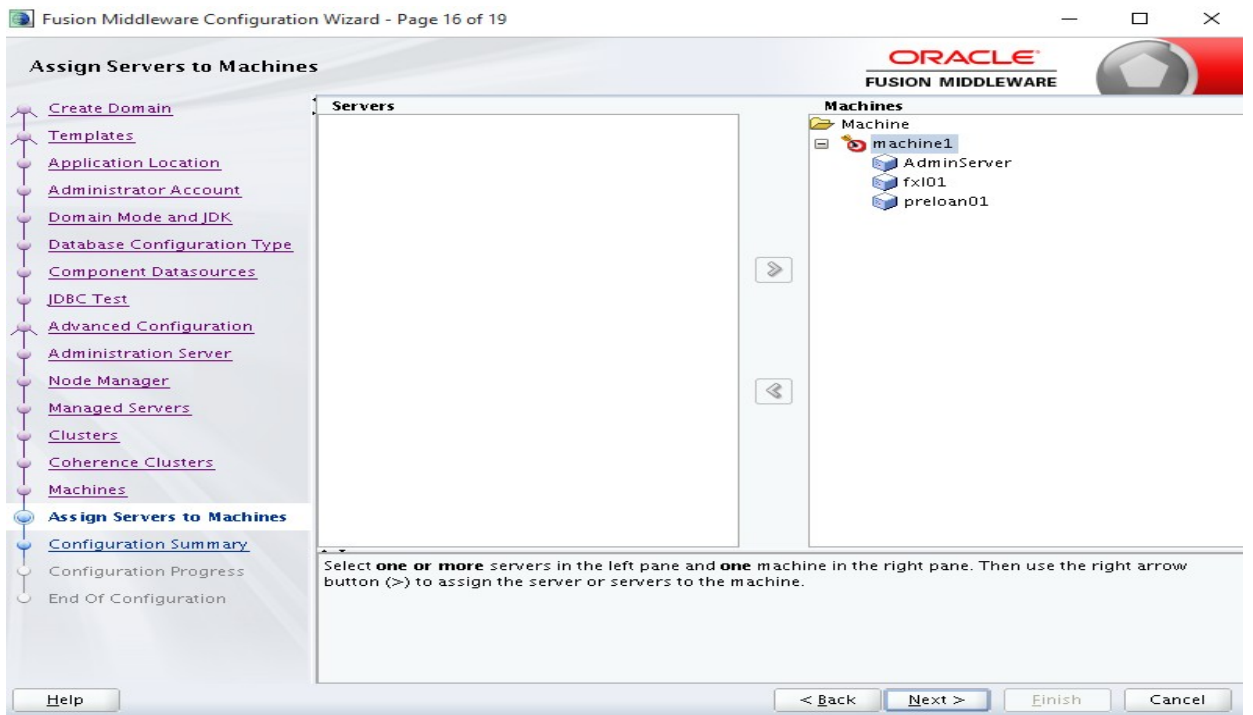 Fusion Middleware Configuration Wizard - Page 16 of 19
Assign Servers to Machines
ORACLE
FUSION MIDDLEWARE
Create Domain
Templates
Application Location
Administrator Account
Domain Mode and JDK
Database Configuration Type
Component Datasources
JDBC Test
Advanced Configuration
Administration Server
Node Manager
Managed Servers
Clusters
Coherence Clusters
Machines
Assign Servers to Machines
Configuration Summary
Configuration Progress
End Of Configuration
Servers
Machines
Machine
machine1
AdminServer
fxl01
preloan01
Select one or more servers in the left pane and one machine in the right pane. Then use the right arrow
button (>) to assign the server or servers to the machine.
Help
< Back
Next >
Finish
Cancel